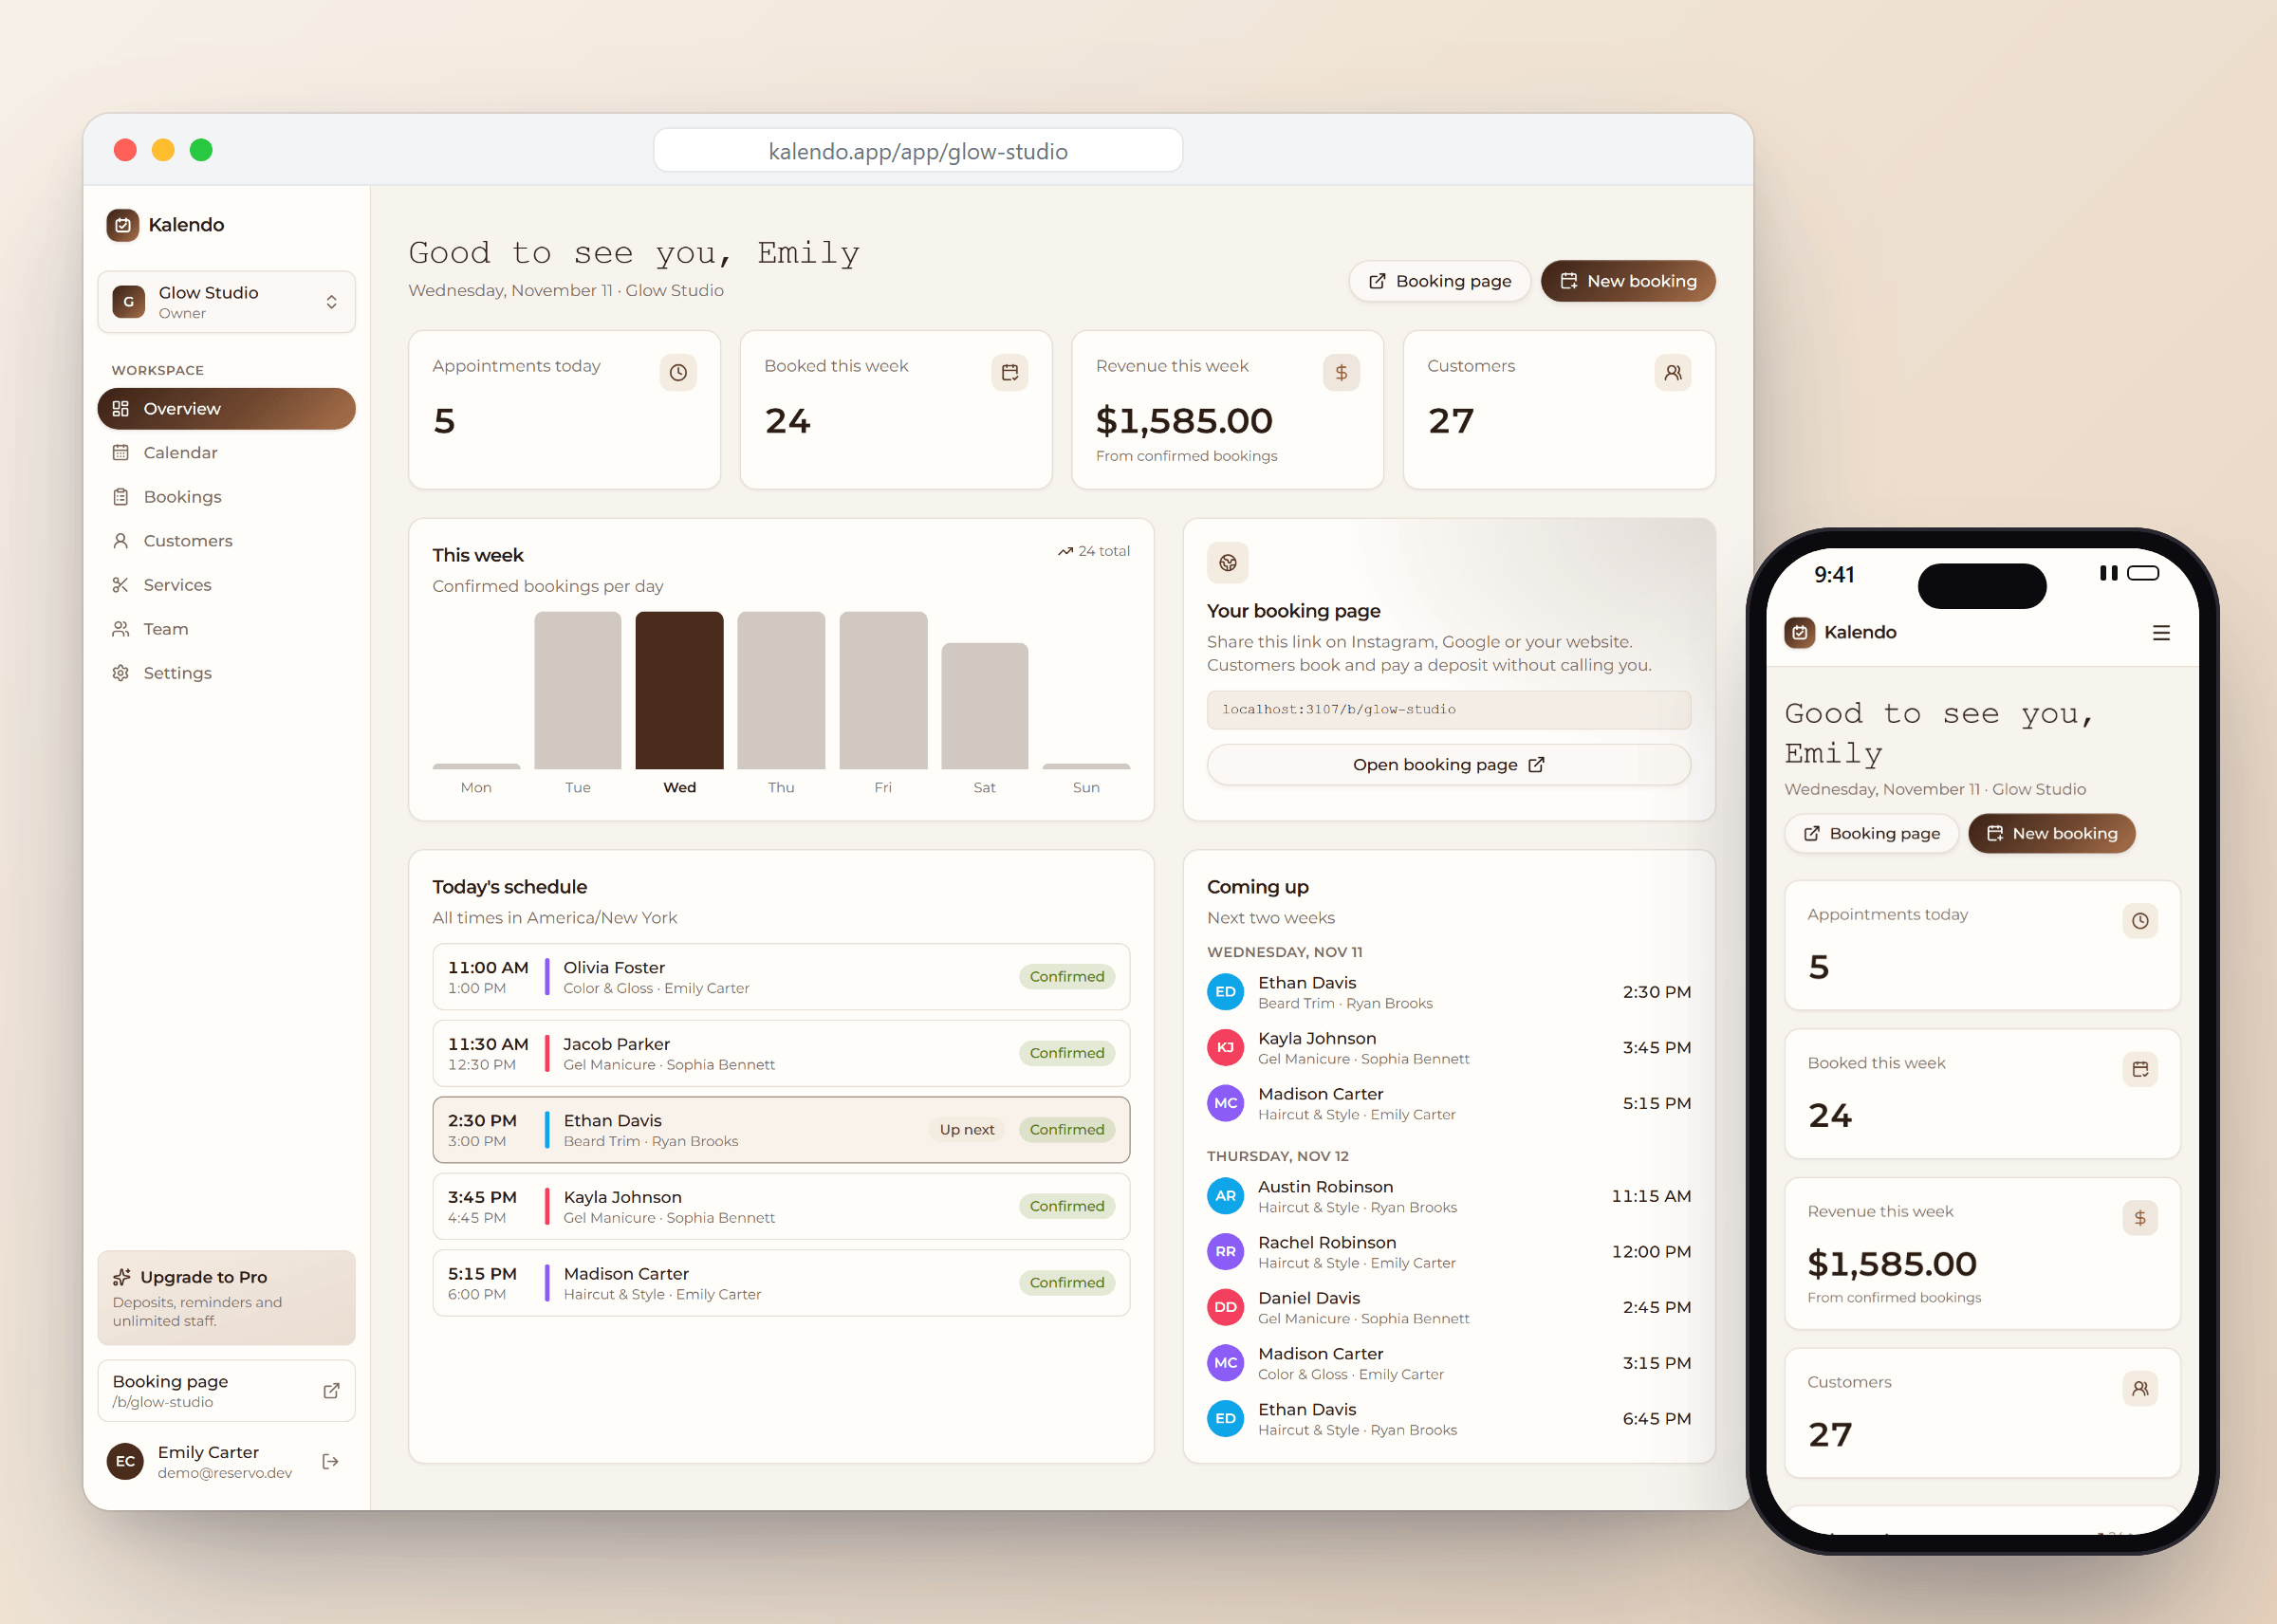 kalendo.app/app/glow-studio
Kalendo
G
Glow Studio
Owner
WORKSPACE
Overview
Calendar
Bookings
Customers
Services
Team
Settings
Upgrade to Pro
Deposits, reminders and
unlimited staff.
Booking page
/b/glow-studio
EC
Emily Carter
demo@reservo.dev
Good to see you, Emily
Wednesday, November 11 · Glow Studio
Booking page
New booking
Appointments today
5
Booked this week
24
Revenue this week
$1,585.00
From confirmed bookings
Customers
27
This week
24 total
Confirmed bookings per day
Mon
Tue
Wed
Thu
Fri
Sat
Sun
Your booking page
Share this link on Instagram, Google or your website.
Customers book and pay a deposit without calling you.
localhost:3107/b/glow-studio
Open booking page
Today's schedule
All times in America/New York
11:00 AM
1:00 PM
Olivia Foster
Color & Gloss · Emily Carter
Confirmed
11:30 AM
12:30 PM
Jacob Parker
Gel Manicure · Sophia Bennett
Confirmed
2:30 PM
3:00 PM
Ethan Davis
Beard Trim · Ryan Brooks
Up next
Confirmed
3:45 PM
4:45 PM
Kayla Johnson
Gel Manicure · Sophia Bennett
Confirmed
5:15 PM
6:00 PM
Madison Carter
Haircut & Style · Emily Carter
Confirmed
Coming up
Next two weeks
WEDNESDAY, NOV 11
ED
Ethan Davis
Beard Trim · Ryan Brooks
2:30 PM
KJ
Kayla Johnson
Gel Manicure · Sophia Bennett
3:45 PM
MC
Madison Carter
Haircut & Style · Emily Carter
5:15 PM
THURSDAY, NOV 12
AR
Austin Robinson
Haircut & Style · Ryan Brooks
11:15 AM
RR
Rachel Robinson
Haircut & Style · Emily Carter
12:00 PM
DD
Daniel Davis
Gel Manicure · Sophia Bennett
2:45 PM
MC
Madison Carter
Color & Gloss · Emily Carter
3:15 PM
ED
Ethan Davis
Haircut & Style · Ryan Brooks
6:45 PM
9:41
Kalendo
Good to see you,
Emily
Wednesday, November 11 · Glow Studio
Booking page
New booking
Appointments today
5
Booked this week
24
Revenue this week
$1,585.00
From confirmed bookings
Customers
27